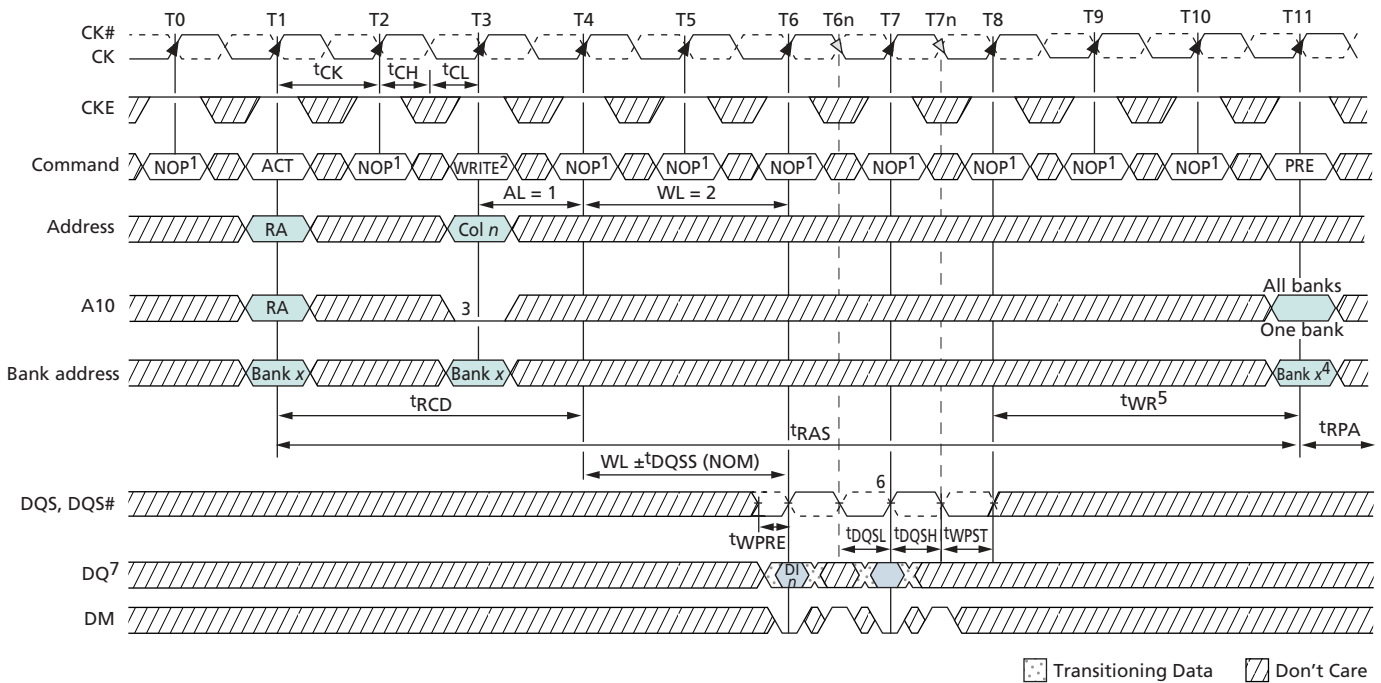 T0 T1 T2 T3 T4 T5 T6 T6n T7 T7n T8 T9 T10 T11
CK#
CK
tCK tCH tCL
CKE
Command NOP1 ACT NOP1 WRITE2 NOP1 NOP1 NOP1 NOP1 NOP1 NOP1 NOP1 PRE
AL = 1 WL = 2
Address RA Col n
All banks
A10 RA 3
One bank
Bank address Bank x Bank x Bank x4
tRCD tWR5
tRAS tRPA
WL ±tDQSS (NOM)
6
DQS, DQS#
tWPRE tDQSL tDQSH tWPST
DQ7 DI n
DM
Transitioning Data Don't Care